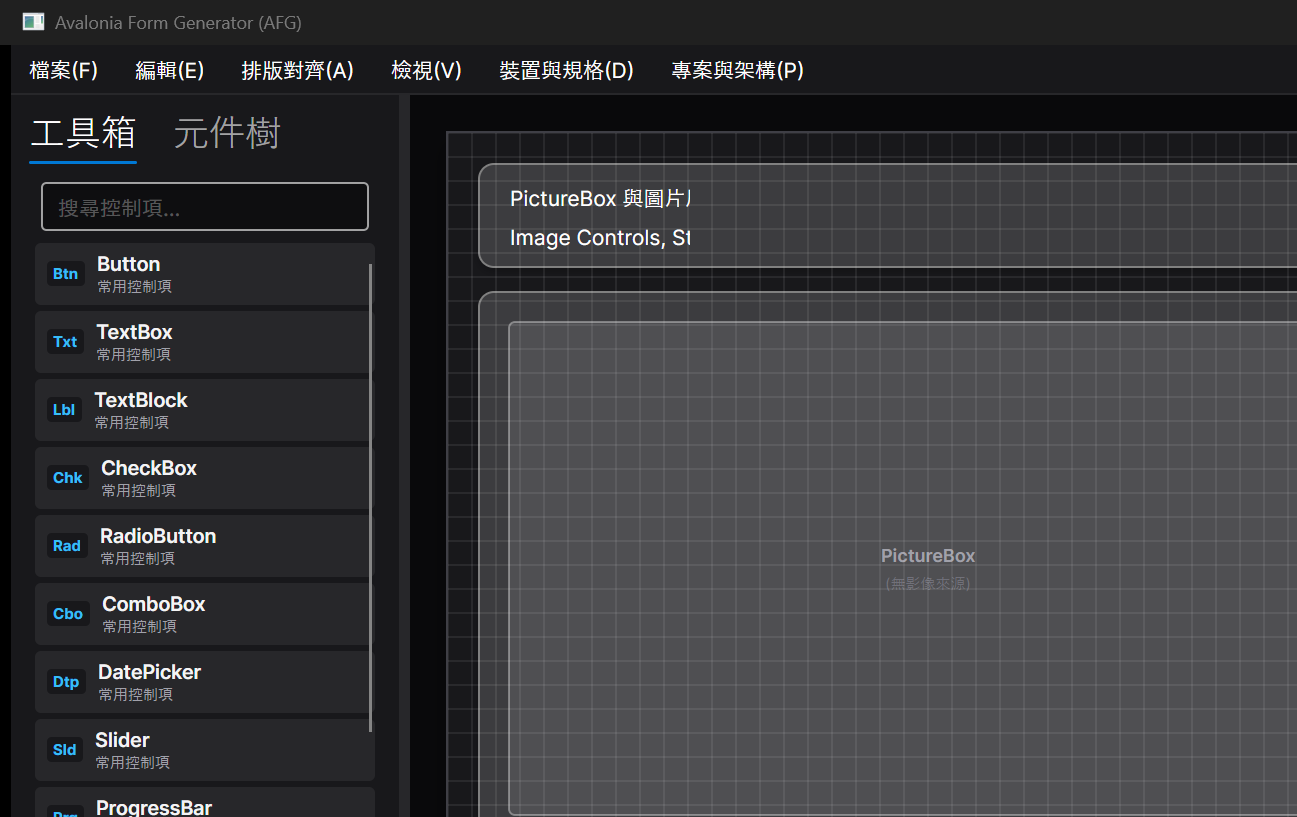 Avalonia Form Generator (AFG)
檔案(F) 編輯(E) 排版對齊(A) 檢視(V) 裝置與規格(D) 專案與架構(P)
工具箱 元件樹
搜尋控制項...
Btn Button
常用控制項
Txt TextBox
常用控制項
Lbl TextBlock
常用控制項
Chk CheckBox
常用控制項
Rad RadioButton
常用控制項
Cbo ComboBox
常用控制項
Dtp DatePicker
常用控制項
Sld Slider
常用控制項
ProgressBar
PictureBox 與圖片
Image Controls, St
PictureBox
(無影像來源)